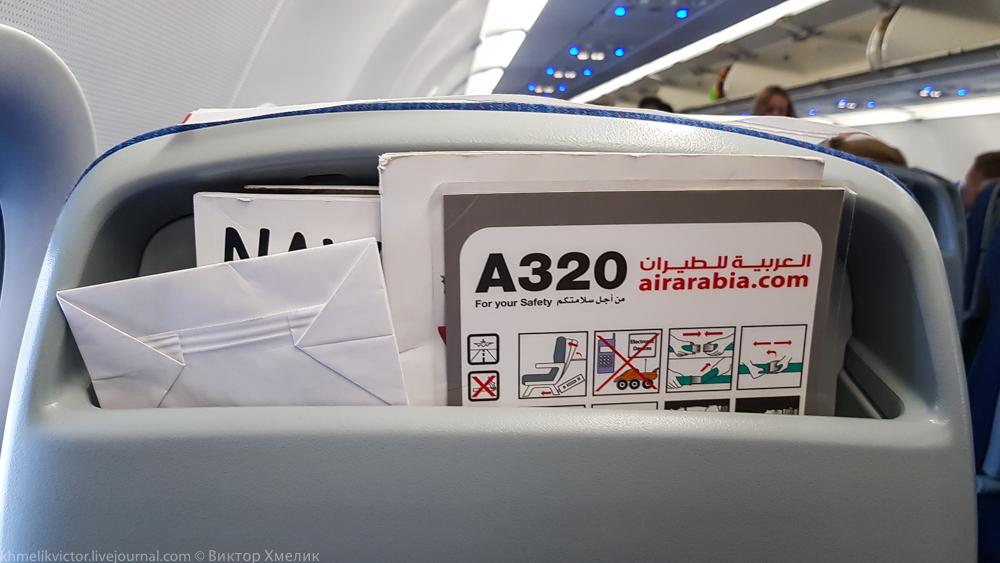 A320
العربية للطيران
airarabia.com
For your Safety من أجل سلامتكم
Electronic
Devices
khmelikvictor.livejournal.com © Виктор Хмелик